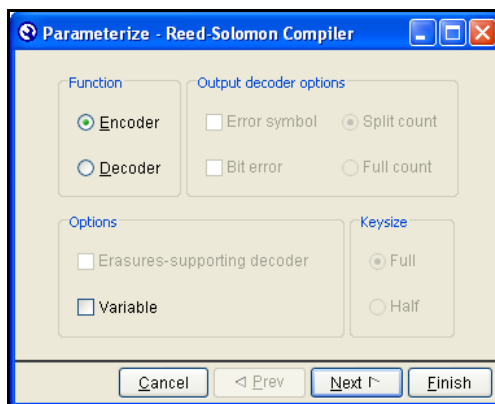 Parameterize - Reed-Solomon Compiler
Function
Encoder
Decoder
Output decoder options
Error symbol
Split count
Bit error
Full count
Options
Erasures-supporting decoder
Variable
Keysize
Full
Half
Cancel
Prev
Next
Finish